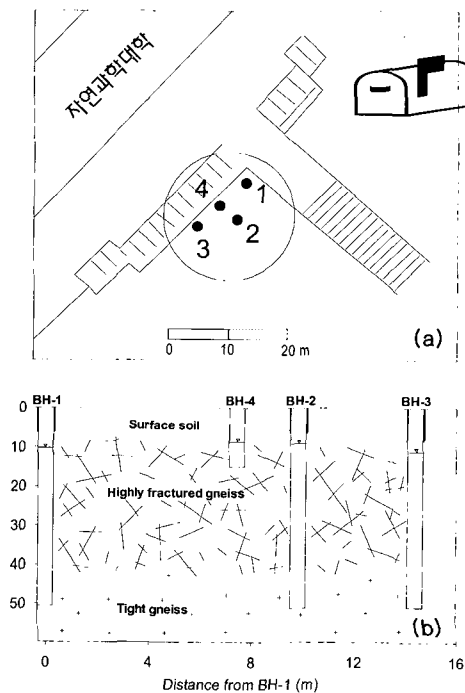 자연과학대학
4
1
3
2
0 10 20 m
(a)
BH-1 BH-4 BH-2 BH-3
0
Surface soil
10
20
Highly fractured gneiss
30
40
50
Tight gneiss
(b)
0 4 8 12 16
Distance from BH-1 (m)